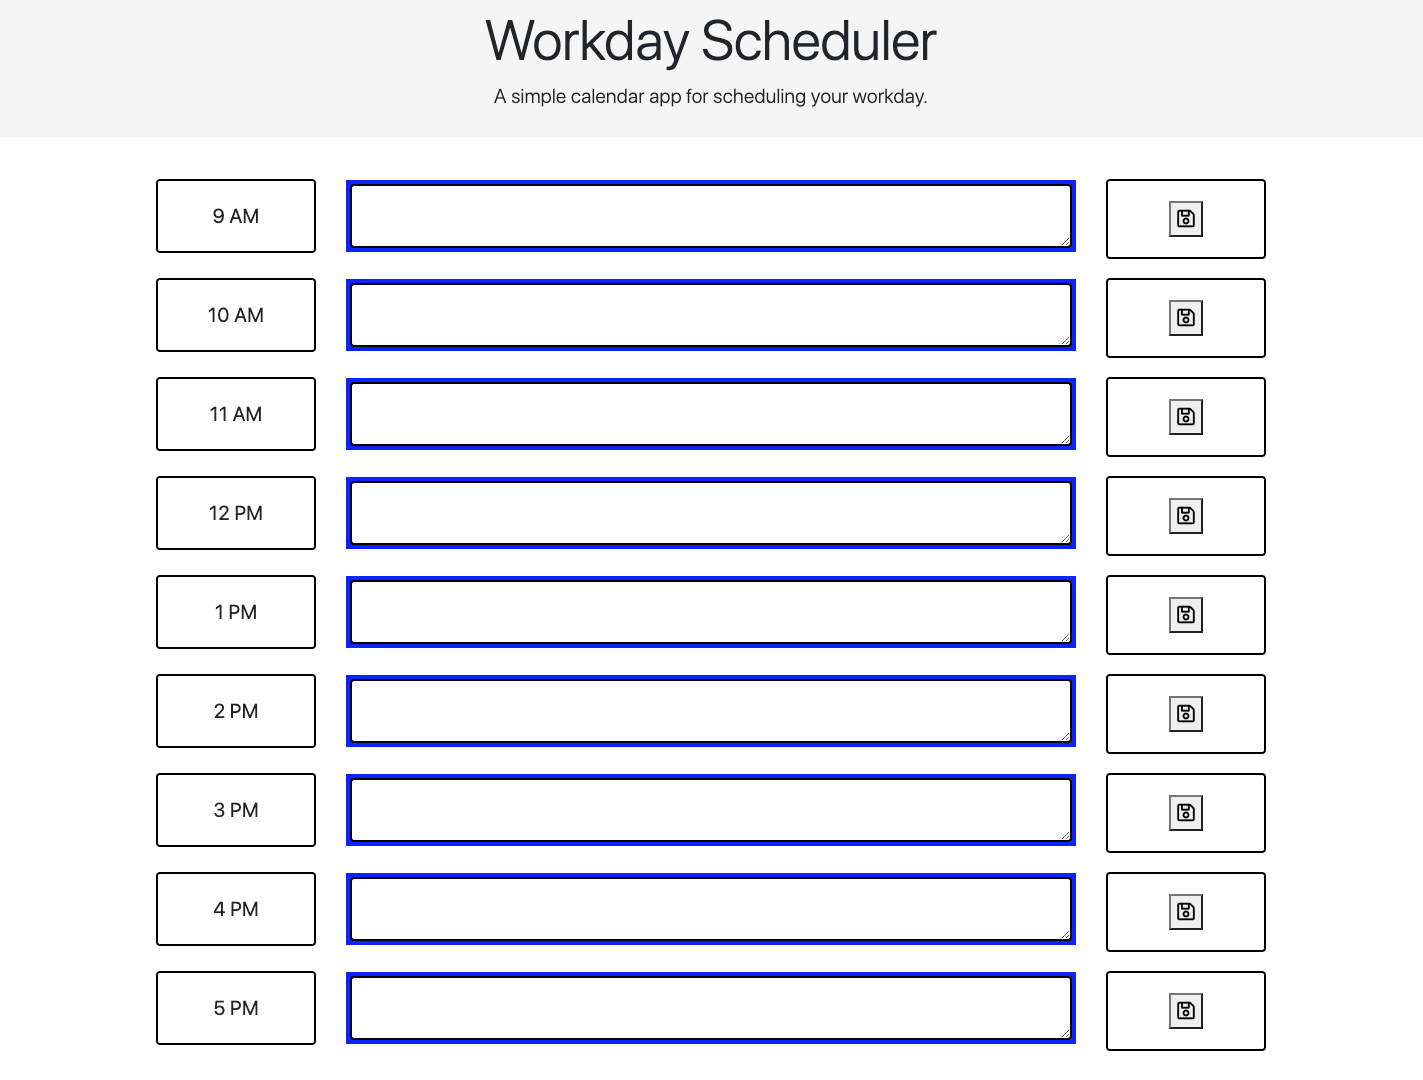 Workday Scheduler
A simple calendar app for scheduling your workday.
9 AM
10 AM
11 AM
12 PM
1 PM
2 PM
3 PM
4 PM
5 PM